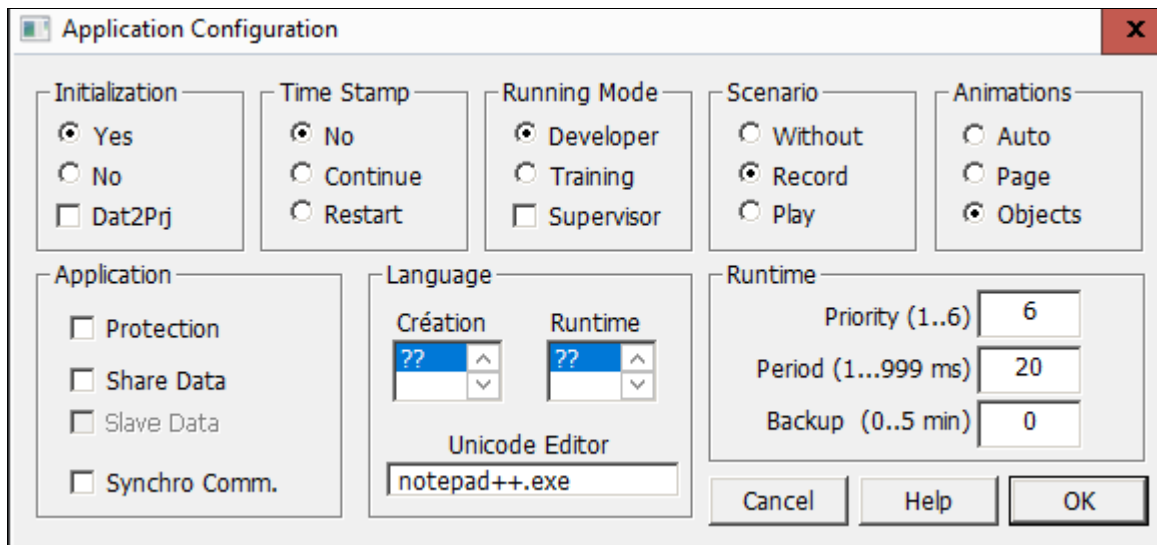 Application Configuration
x
Initialization
Yes
No
Dat2Prj
Time Stamp
No
Continue
Restart
Running Mode
Developer
Training
Supervisor
Scenario
Without
Record
Play
Animations
Auto
Page
Objects
Application
Protection
Share Data
Slave Data
Synchro Comm.
Language
Création
??
Runtime
??
Unicode Editor
notepad++.exe
Runtime
Priority (1..6) 6
Period (1...999 ms) 20
Backup (0..5 min) 0
Cancel
Help
OK